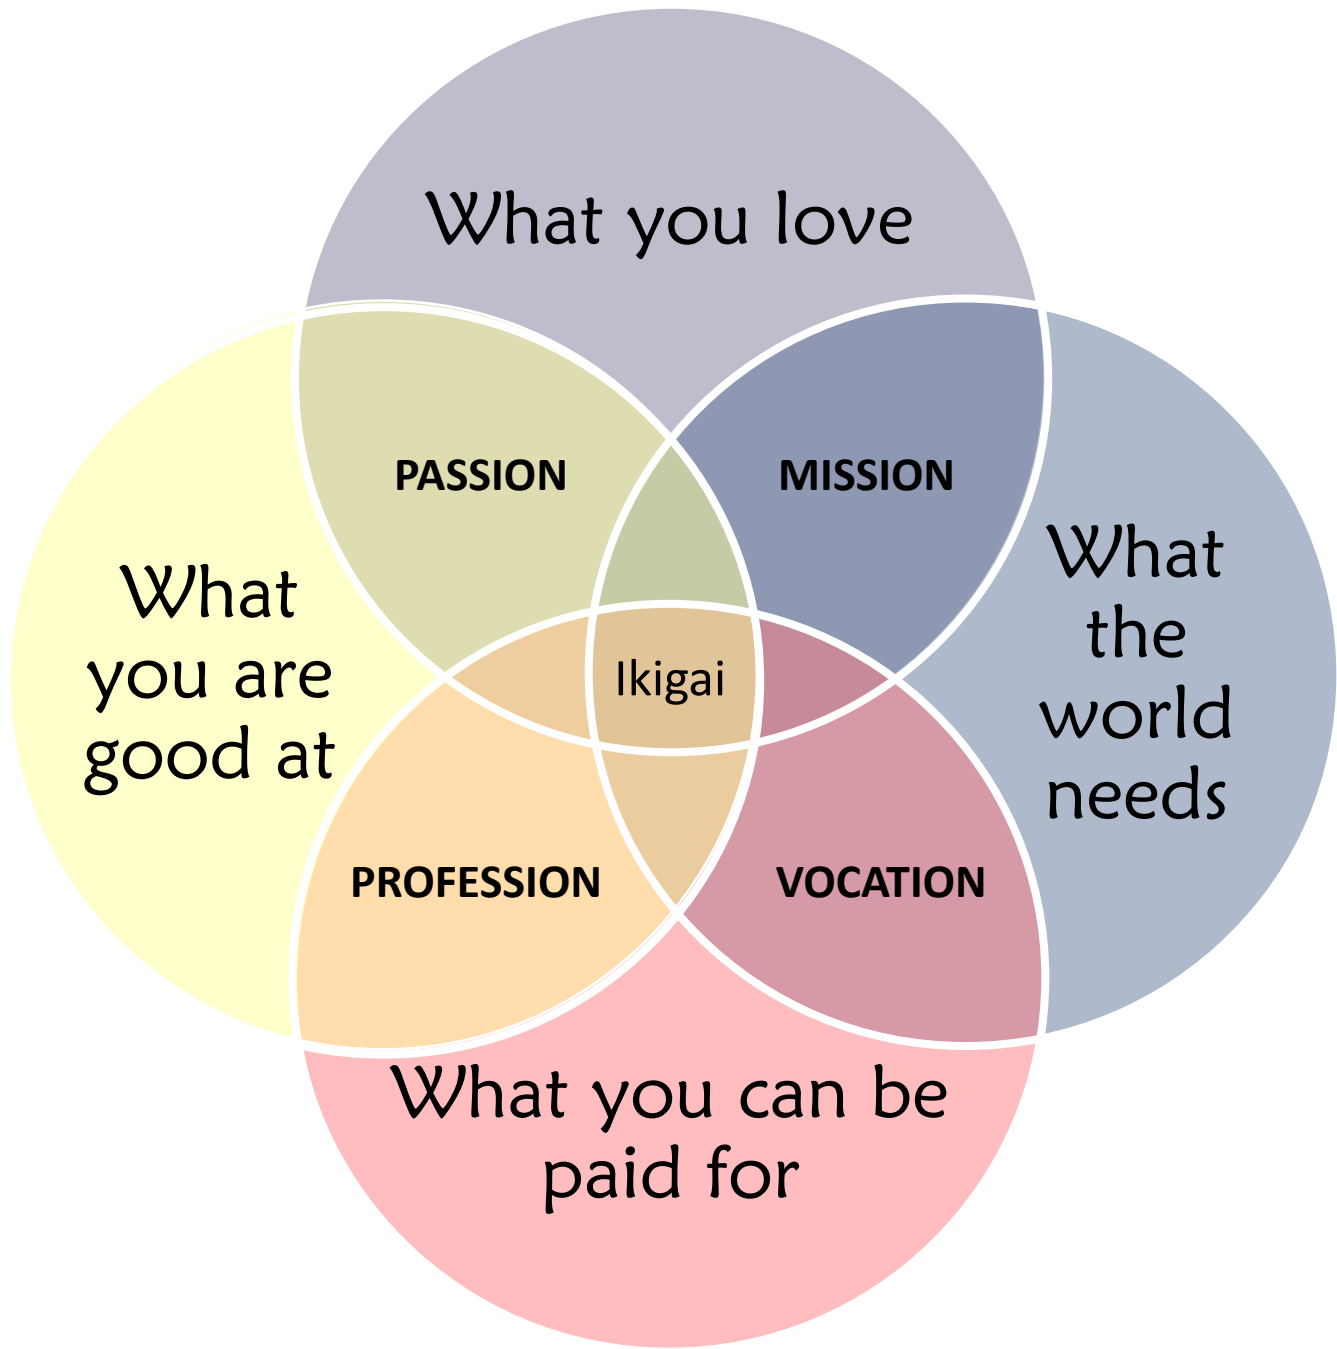 What you love
PASSION
MISSION
What
you are
good at
What
the
world
needs
Ikigai
PROFESSION
VOCATION
What you can be
paid for